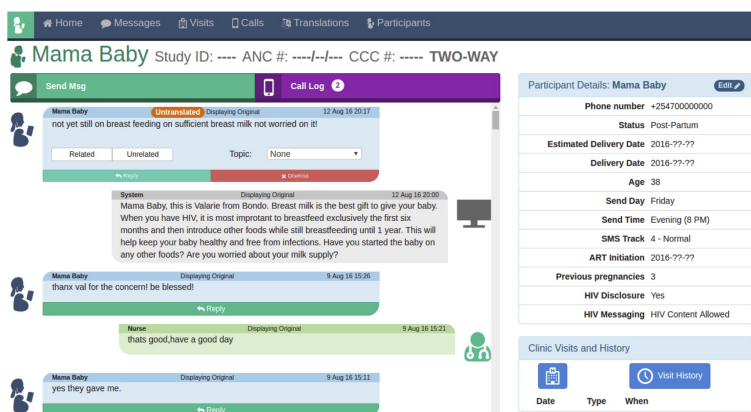 Home Messages Visits Calls Translations Participants
Mama Baby Study ID: ---- ANC #: ----/--/--- CCC #: ----- TWO-WAY
Send Msg
Call Log 2
Mama Baby Untranslated Displaying Original 12 Aug 16 20:17
not yet still on breast feeding on sufficient breast milk not worried on it!
Related Unrelated Topic: None
Reply Dismiss
System Displaying Original 12 Aug 16 20:00
Mama Baby, this is Valarie from Bondo. Breast milk is the best gift to give your baby.
When you have HIV, it is most improtant to breastfeed exclusively the first six
months and then introduce other foods while still breastfeeding until 1 year. This will
help keep your baby healthy and free from infections. Have you started the baby on
any other foods? Are you worried about your milk supply?
Mama Baby Displaying Original 9 Aug 16 15:26
thanx val for the concern! be blessed!
Reply
Nurse Displaying Original 9 Aug 16 15:21
thats good,have a good day
Mama Baby Displaying Original 9 Aug 16 15:11
yes they gave me.
Reply
Participant Details: Mama Baby Edit
Phone number +254700000000
Status Post-Partum
Estimated Delivery Date 2016-??-??
Delivery Date 2016-??-??
Age 38
Send Day Friday
Send Time Evening (8 PM)
SMS Track 4 - Normal
ART Initiation 2016-??-??
Previous pregnancies 3
HIV Disclosure Yes
HIV Messaging HIV Content Allowed
Clinic Visits and History
Visit History
Date Type When